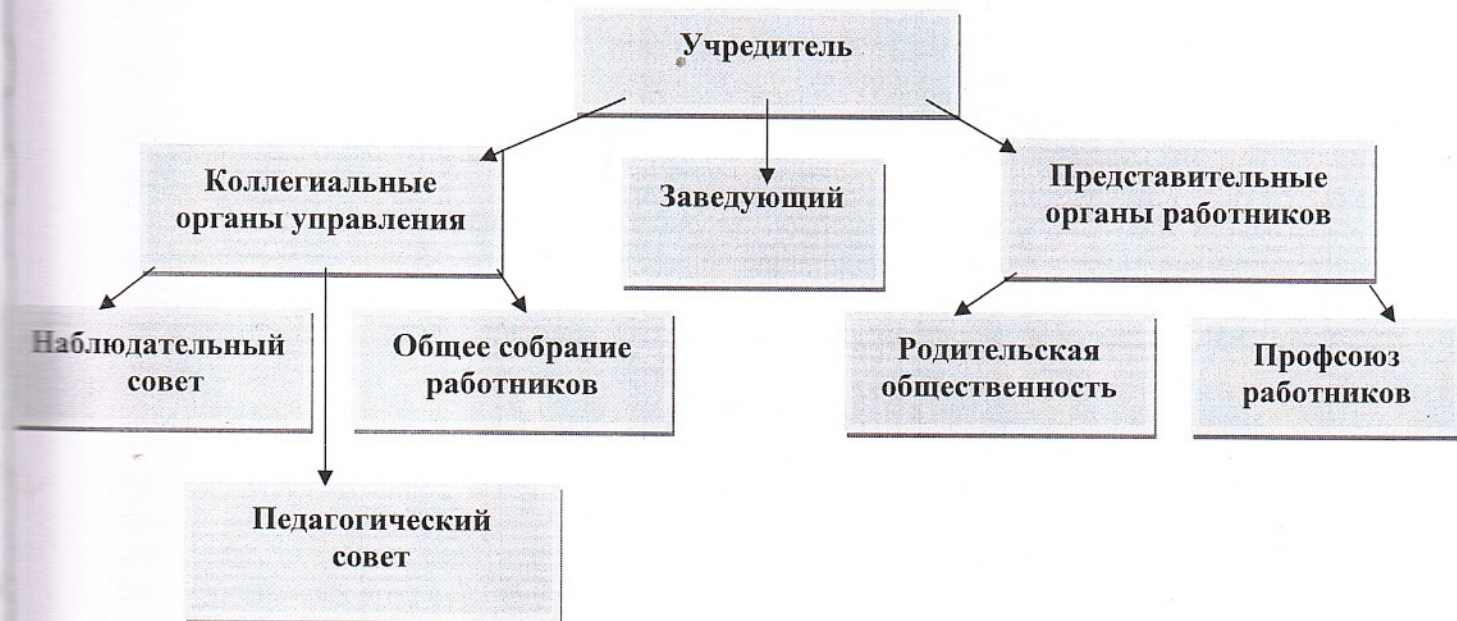 Учредитель
Коллегиальные
органы управления
Заведующий
Представительные
органы работников
Наблюдательный
совет
Общее собрание
работников
Родительская
общественность
Профсоюз
работников
Педагогический
совет